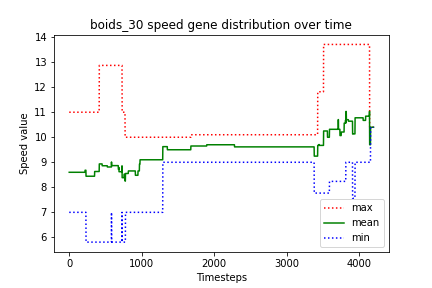 boids_30 speed gene distribution over time
Speed value
14
13
12
11
10
9
8
7
6
0
1000
2000
3000
4000
Timesteps
max
mean
min